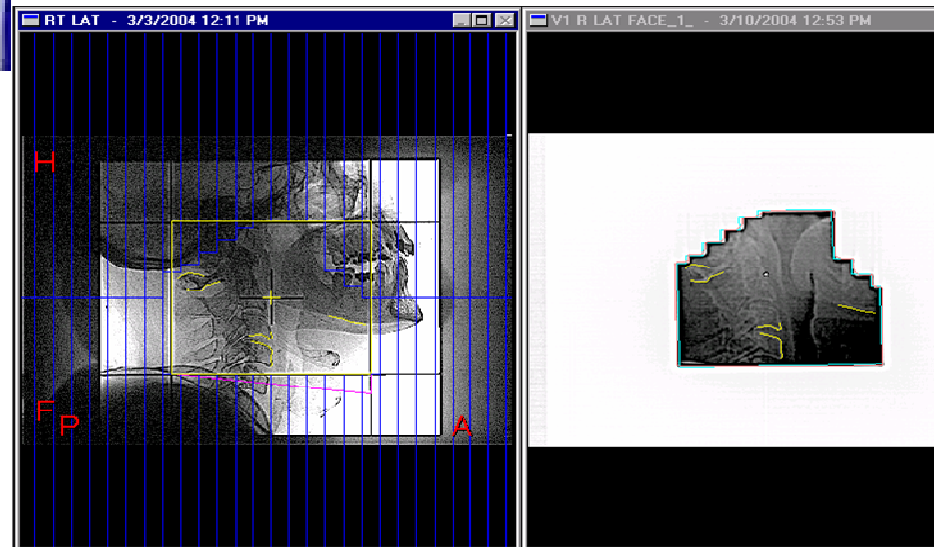 RT LAT - 3/3/2004 12:11 PM
V1 R LAT FACE_1_ - 3/10/2004 12:53 PM
H
F
P
A